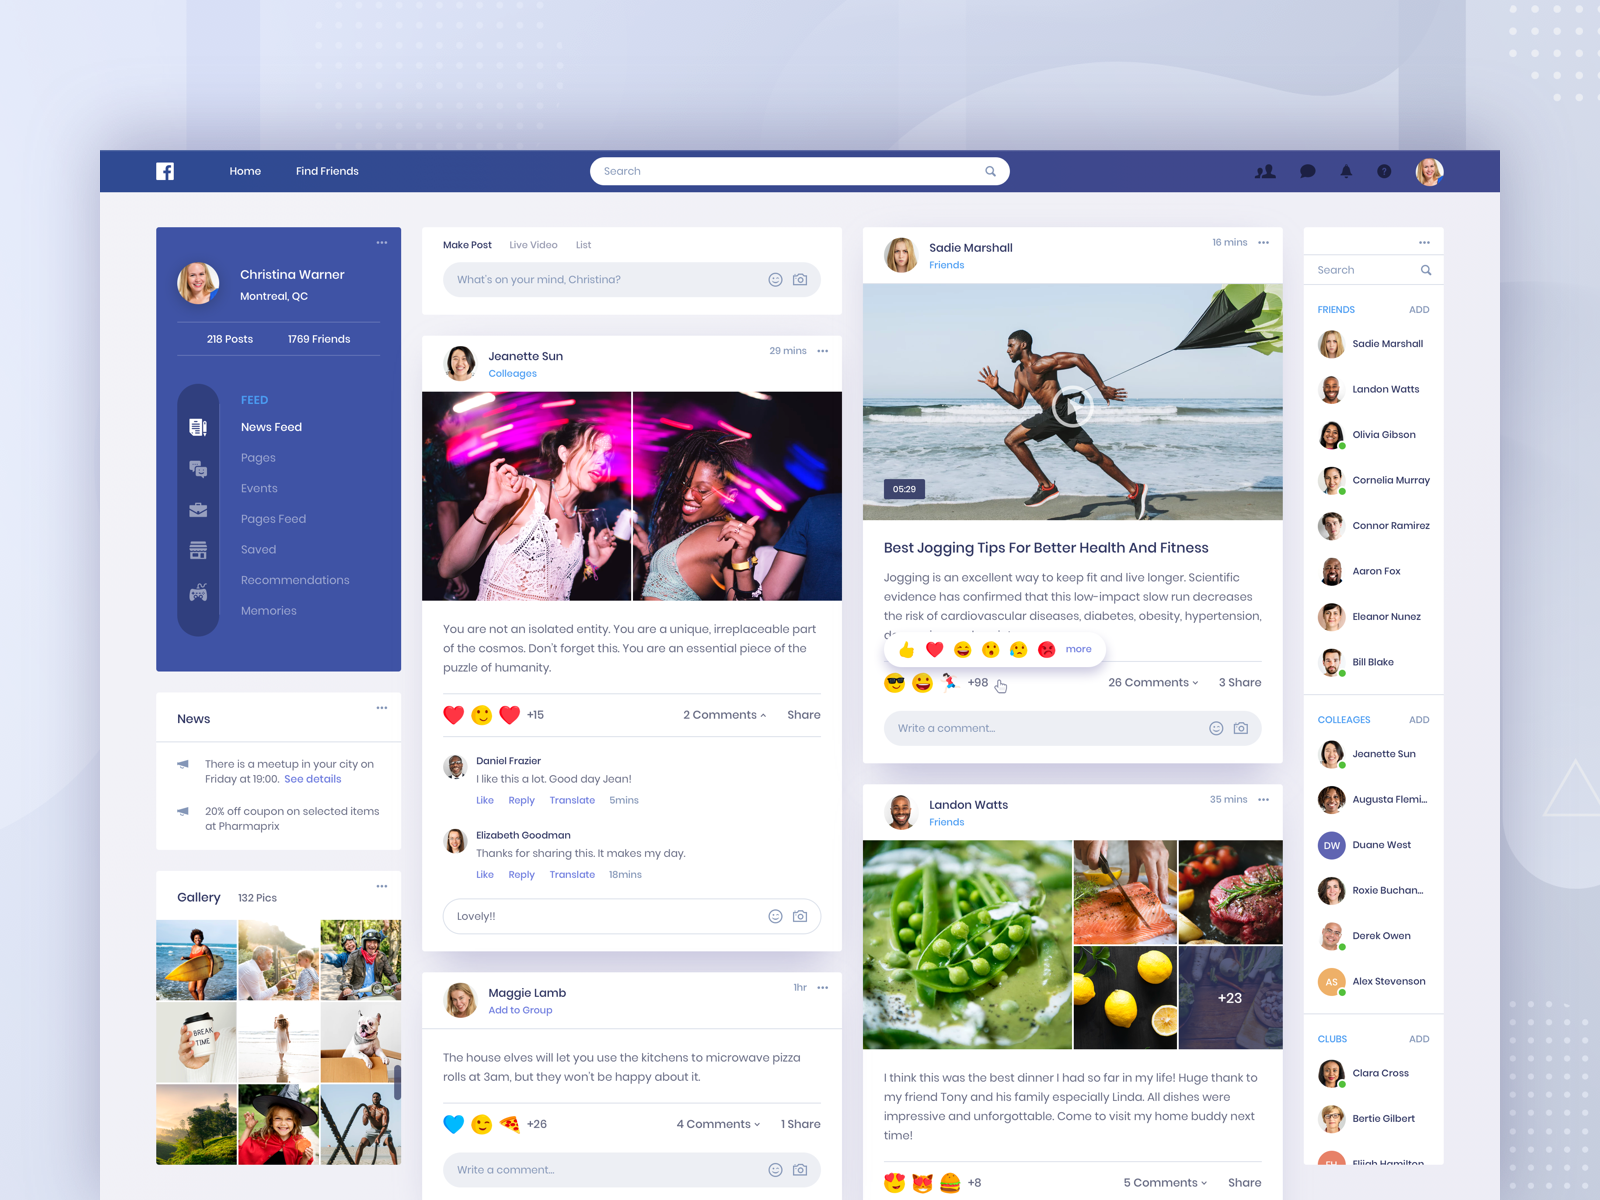 f
Home
Find Friends
Search
Christina Warner
Montreal, QC
218 Posts
1769 Friends
FEED
News Feed
Pages
Events
Pages Feed
Saved
Recommendations
Memories
News
There is a meetup in your city on
Friday at 19:00. See details
20% off coupon on selected items
at Pharmaprix
Gallery
132 Pics
BREAK
TIME
Make Post
Live Video
List
What's on your mind, Christina?
Jeanette Sun
Colleages
29 mins
You are not an isolated entity. You are a unique, irreplaceable part
of the cosmos. Don't forget this. You are an essential piece of the
puzzle of humanity.
+15
2 Comments
Share
Daniel Frazier
I like this a lot. Good day Jean!
Like Reply Translate 5mins
Elizabeth Goodman
Thanks for sharing this. It makes my day.
Like Reply Translate 18mins
Lovely!!
Maggie Lamb
Add to Group
1hr
The house elves will let you use the kitchens to microwave pizza
rolls at 3am, but they won't be happy about it.
+26
4 Comments
1 Share
Write a comment...
Sadie Marshall
Friends
16 mins
05:29
Best Jogging Tips For Better Health And Fitness
Jogging is an excellent way to keep fit and live longer. Scientific
evidence has confirmed that this low-impact slow run decreases
the risk of cardiovascular diseases, diabetes, obesity, hypertension,
more
+98
26 Comments
3 Share
Write a comment...
Landon Watts
Friends
35 mins
+23
I think this was the best dinner I had so far in my life! Huge thank to
my friend Tony and his family especially Linda. All dishes were
impressive and unforgottable. Come to visit my home buddy next
time!
+8
5 Comments
Share
Search
FRIENDS
ADD
Sadie Marshall
Landon Watts
Olivia Gibson
Cornelia Murray
Connor Ramirez
Aaron Fox
Eleanor Nunez
Bill Blake
COLLEAGES
ADD
Jeanette Sun
Augusta Flemi...
DW
Duane West
Roxie Buchan...
Derek Owen
AS
Alex Stevenson
CLUBS
ADD
Clara Cross
Bertie Gilbert
EH
Elijah Hamilton